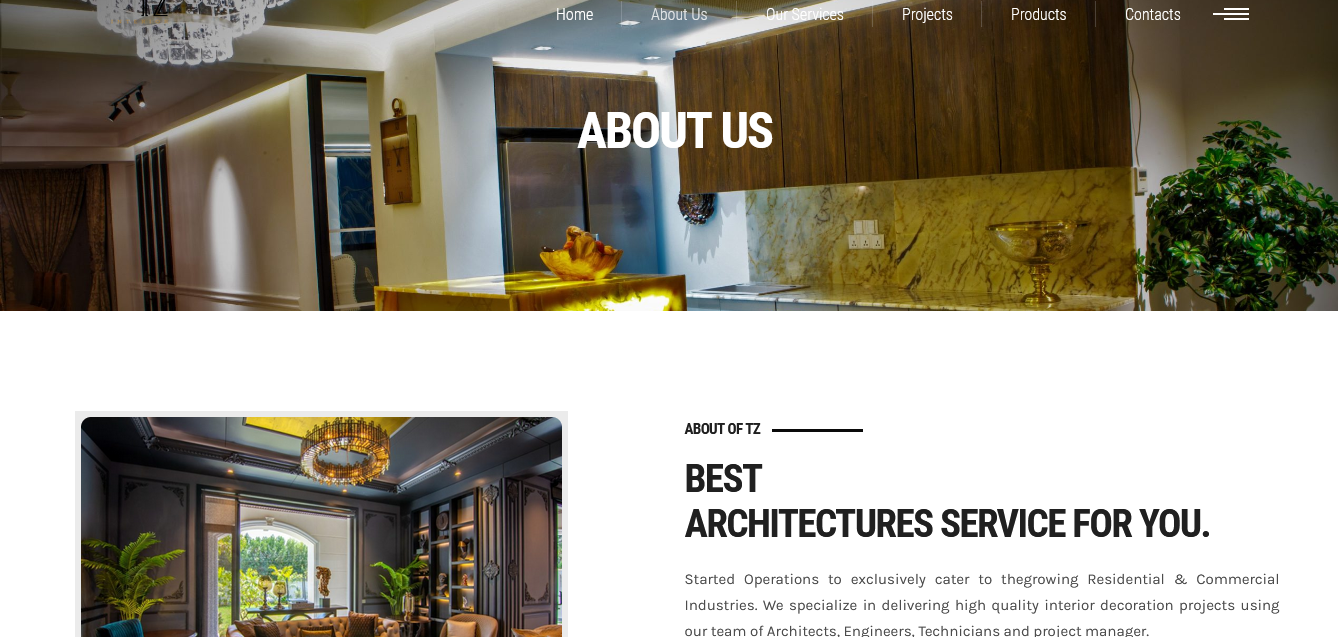 TZ
Home
About Us
Our Services
Projects
Products
Contacts
ABOUT US
ABOUT OF TZ
BEST
ARCHITECTURES SERVICE FOR YOU.
Started Operations to exclusively cater to thegrowing Residential & Commercial
Industries. We specialize in delivering high quality interior decoration projects using
our team of Architects, Engineers, Technicians and project manager.